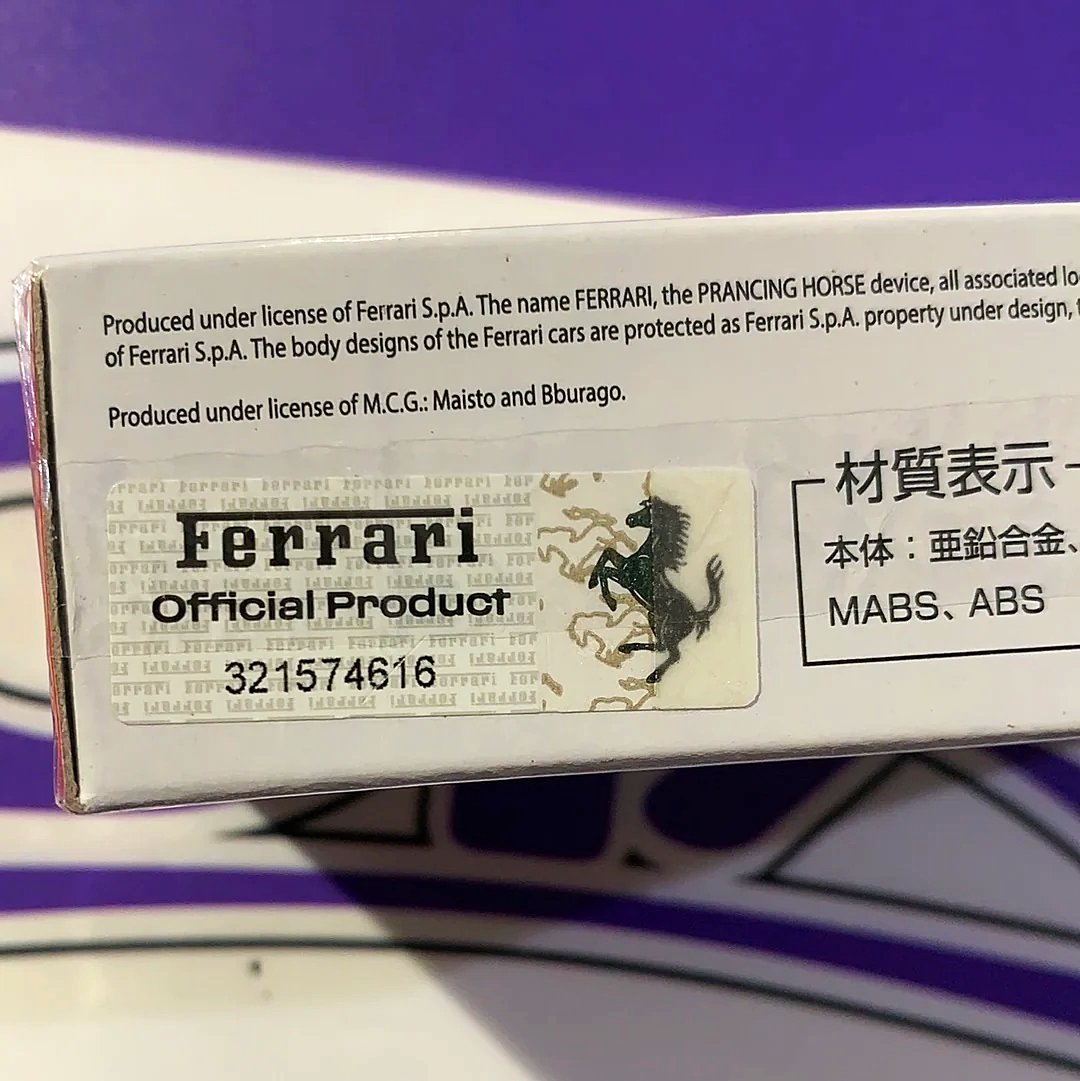 Produced under license of Ferrari S.p.A. The name FERRARI, the PRANCING HORSE device, all associated lo
of Ferrari S.p.A. The body designs of the Ferrari cars are protected as Ferrari S.p.A. property under design,
Produced under license of M.C.G.: Maisto and Bburago.
Ferrari
Official Product
321574616
材質表示
本体：亜鉛合金、
MABS、ABS